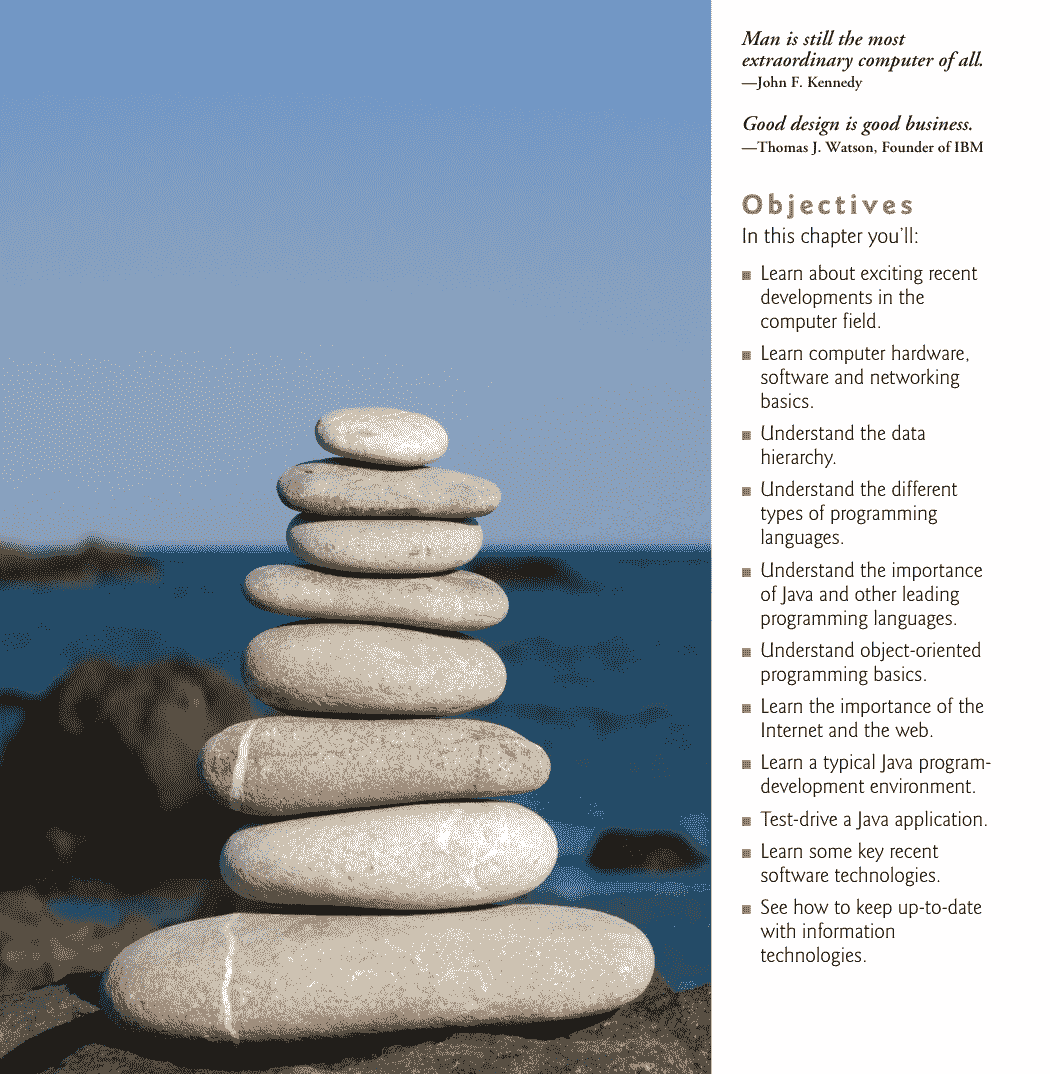 Man is still the most
extraordinary computer of all.
—John F. Kennedy
Good design is good business.
—Thomas J. Watson, Founder of IBM
Objectives
In this chapter you’ll:
■ Learn about exciting recent
developments in the
computer field.
■ Learn computer hardware,
software and networking
basics.
■ Understand the data
hierarchy.
■ Understand the different
types of programming
languages.
■ Understand the importance
of Java and other leading
programming languages.
■ Understand object-oriented
programming basics.
■ Learn the importance of the
Internet and the web.
■ Learn a typical Java program-
development environment.
■ Test-drive a Java application.
■ Learn some key recent
software technologies.
■ See how to keep up-to-date
with information
technologies.